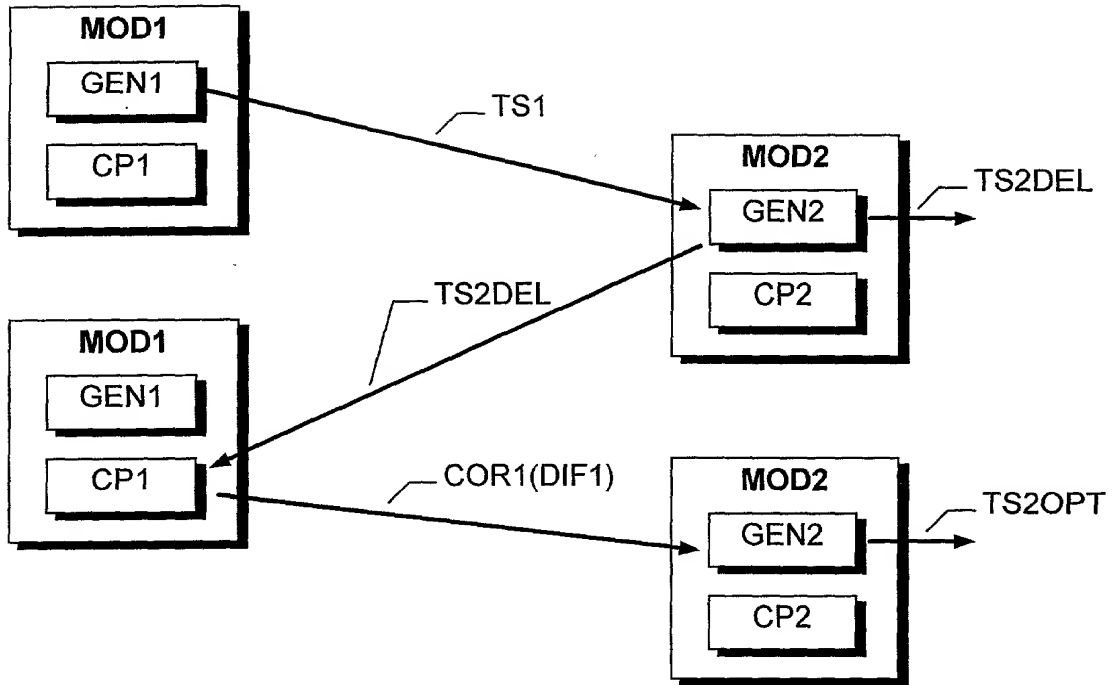 MOD1
GEN1
CP1
TS1
MOD2
GEN2
CP2
TS2DEL
TS2DEL
MOD1
GEN1
CP1
COR1(DIF1)
MOD2
GEN2
CP2
TS2OPT